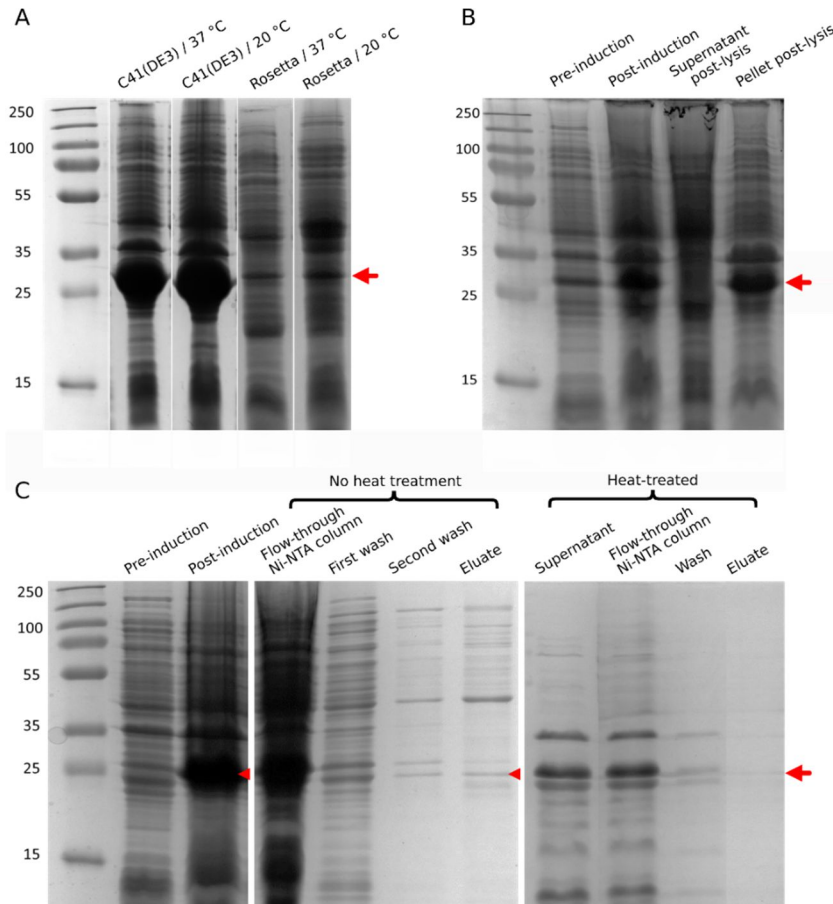 A
C41(DE3) / 37 °C
C41(DE3) / 20 °C
Rosetta / 37 °C
Rosetta / 20 °C
250
100
55
35
25
15
B
Pre-induction
Post-induction
Supernatant
post-lysis
Pellet post-lysis
250
100
55
35
25
15
C
No heat treatment
Heat-treated
Pre-induction
Post-induction
Flow-through
Ni-NTA column
First wash
Second wash
Eluate
Supernatant
Flow-through
Ni-NTA column
Wash
Eluate
250
100
55
35
25
15